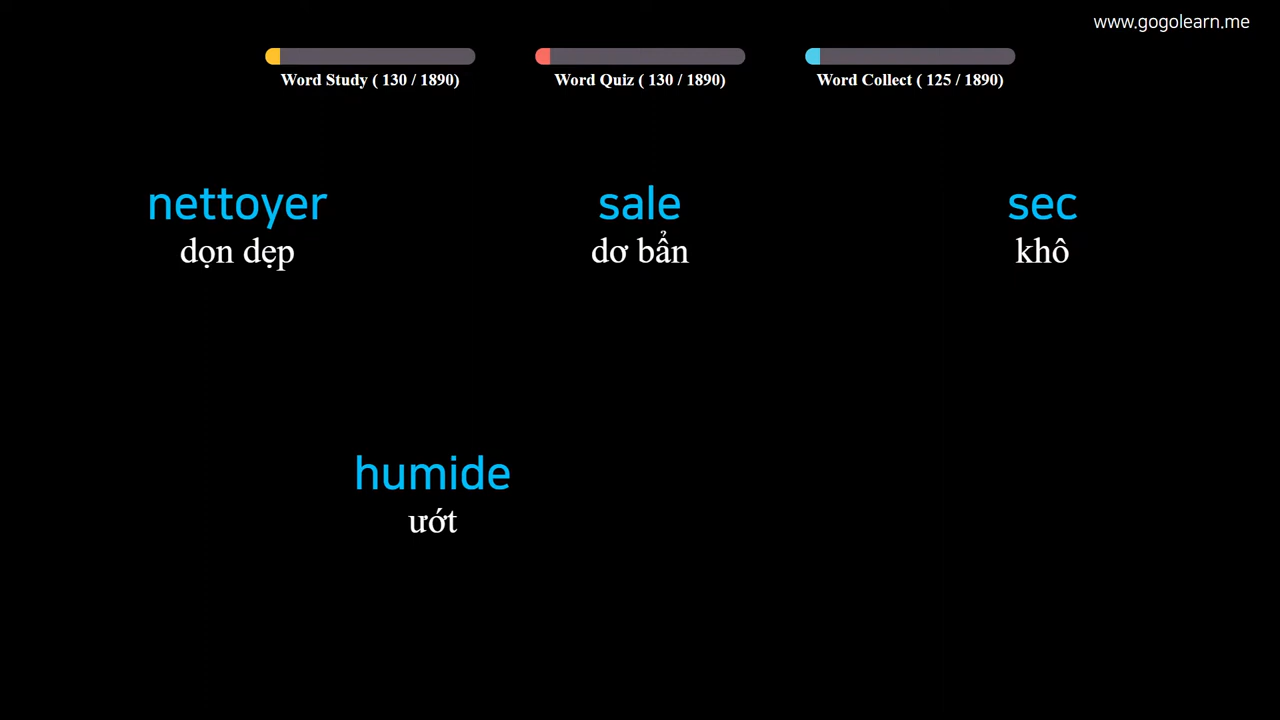 www.gogolearn.me
Word Study ( 130 / 1890)
Word Quiz ( 130 / 1890)
Word Collect ( 125 / 1890)
nettoyer
dọn dẹp
sale
dơ bẩn
sec
khô
humide
ướt